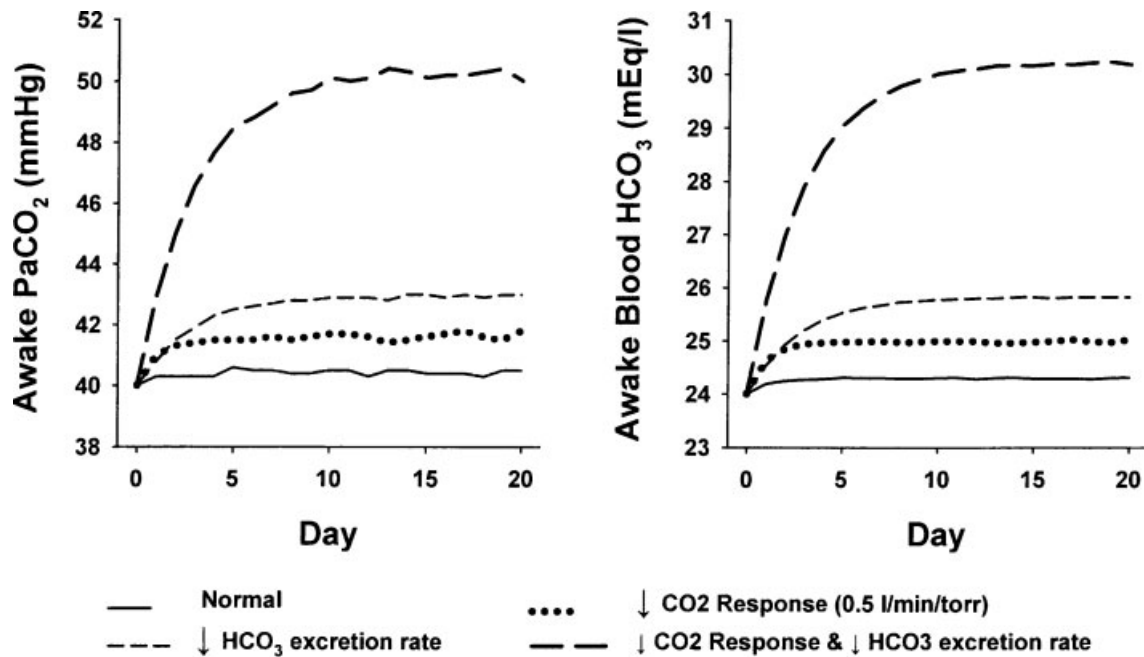 Awake PaCO2 (mmHg)
52
50
48
46
44
42
40
38
0 5 10 15 20
Day
Awake Blood HCO3 (mEq/l)
31
30
29
28
27
26
25
24
23
0 5 10 15 20
Day
Normal
↓ HCO3 excretion rate
↓ CO2 Response (0.5 l/min/torr)
↓ CO2 Response & ↓ HCO3 excretion rate